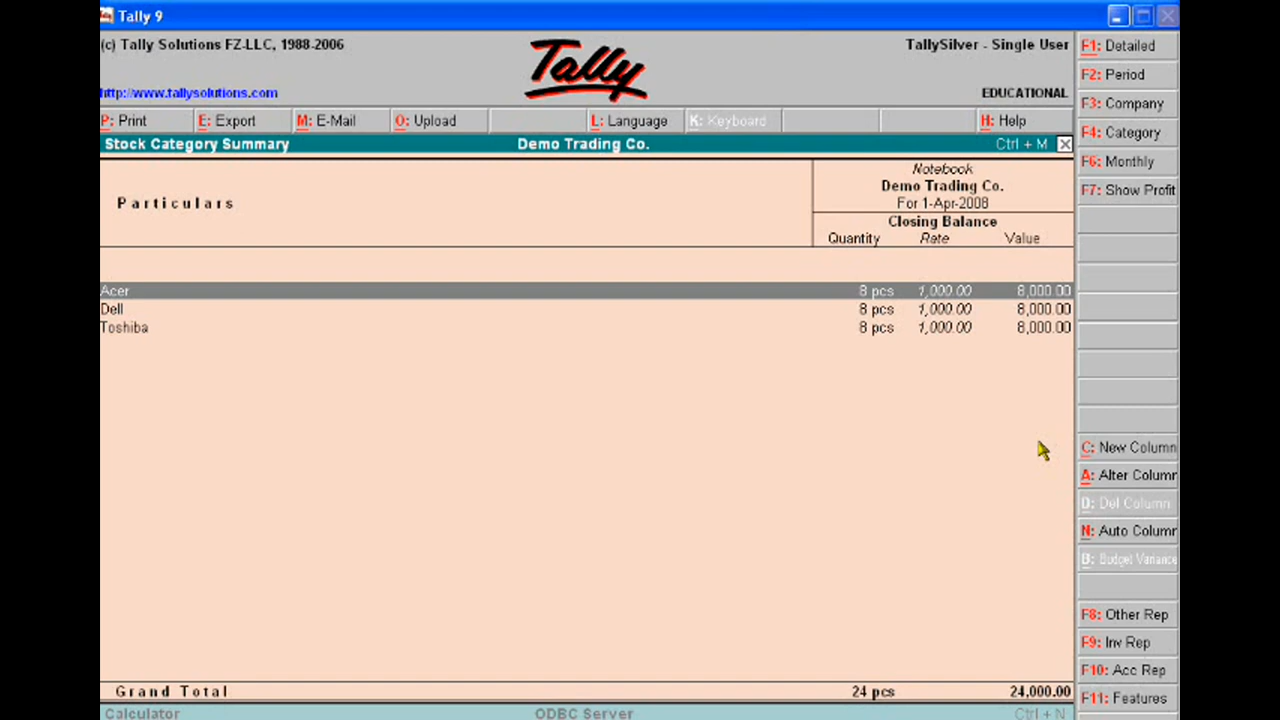 Tally 9
(c) Tally Solutions FZ-LLC, 1988-2006
TallySilver - Single User
Tally
http://www.tallysolutions.com
EDUCATIONAL
P: Print
E: Export
M: E-Mail
O: Upload
L: Language
K: Keyboard
H: Help
Stock Category Summary
Demo Trading Co.
Ctrl + M
Particulars
Notebook
Demo Trading Co.
For 1-Apr-2008
Closing Balance
Quantity Rate Value
Acer 8 pcs 1,000.00 8,000.00
Dell 8 pcs 1,000.00 8,000.00
Toshiba 8 pcs 1,000.00 8,000.00
Grand Total 24 pcs 24,000.00
Calculator
ODBC Server
Ctrl + N
F1: Detailed
F2: Period
F3: Company
F4: Category
F6: Monthly
F7: Show Profit
C: New Column
A: Alter Column
D: Del Column
N: Auto Column
B: Budget Variance
F8: Other Rep
F9: Inv Rep
F10: Acc Rep
F11: Features